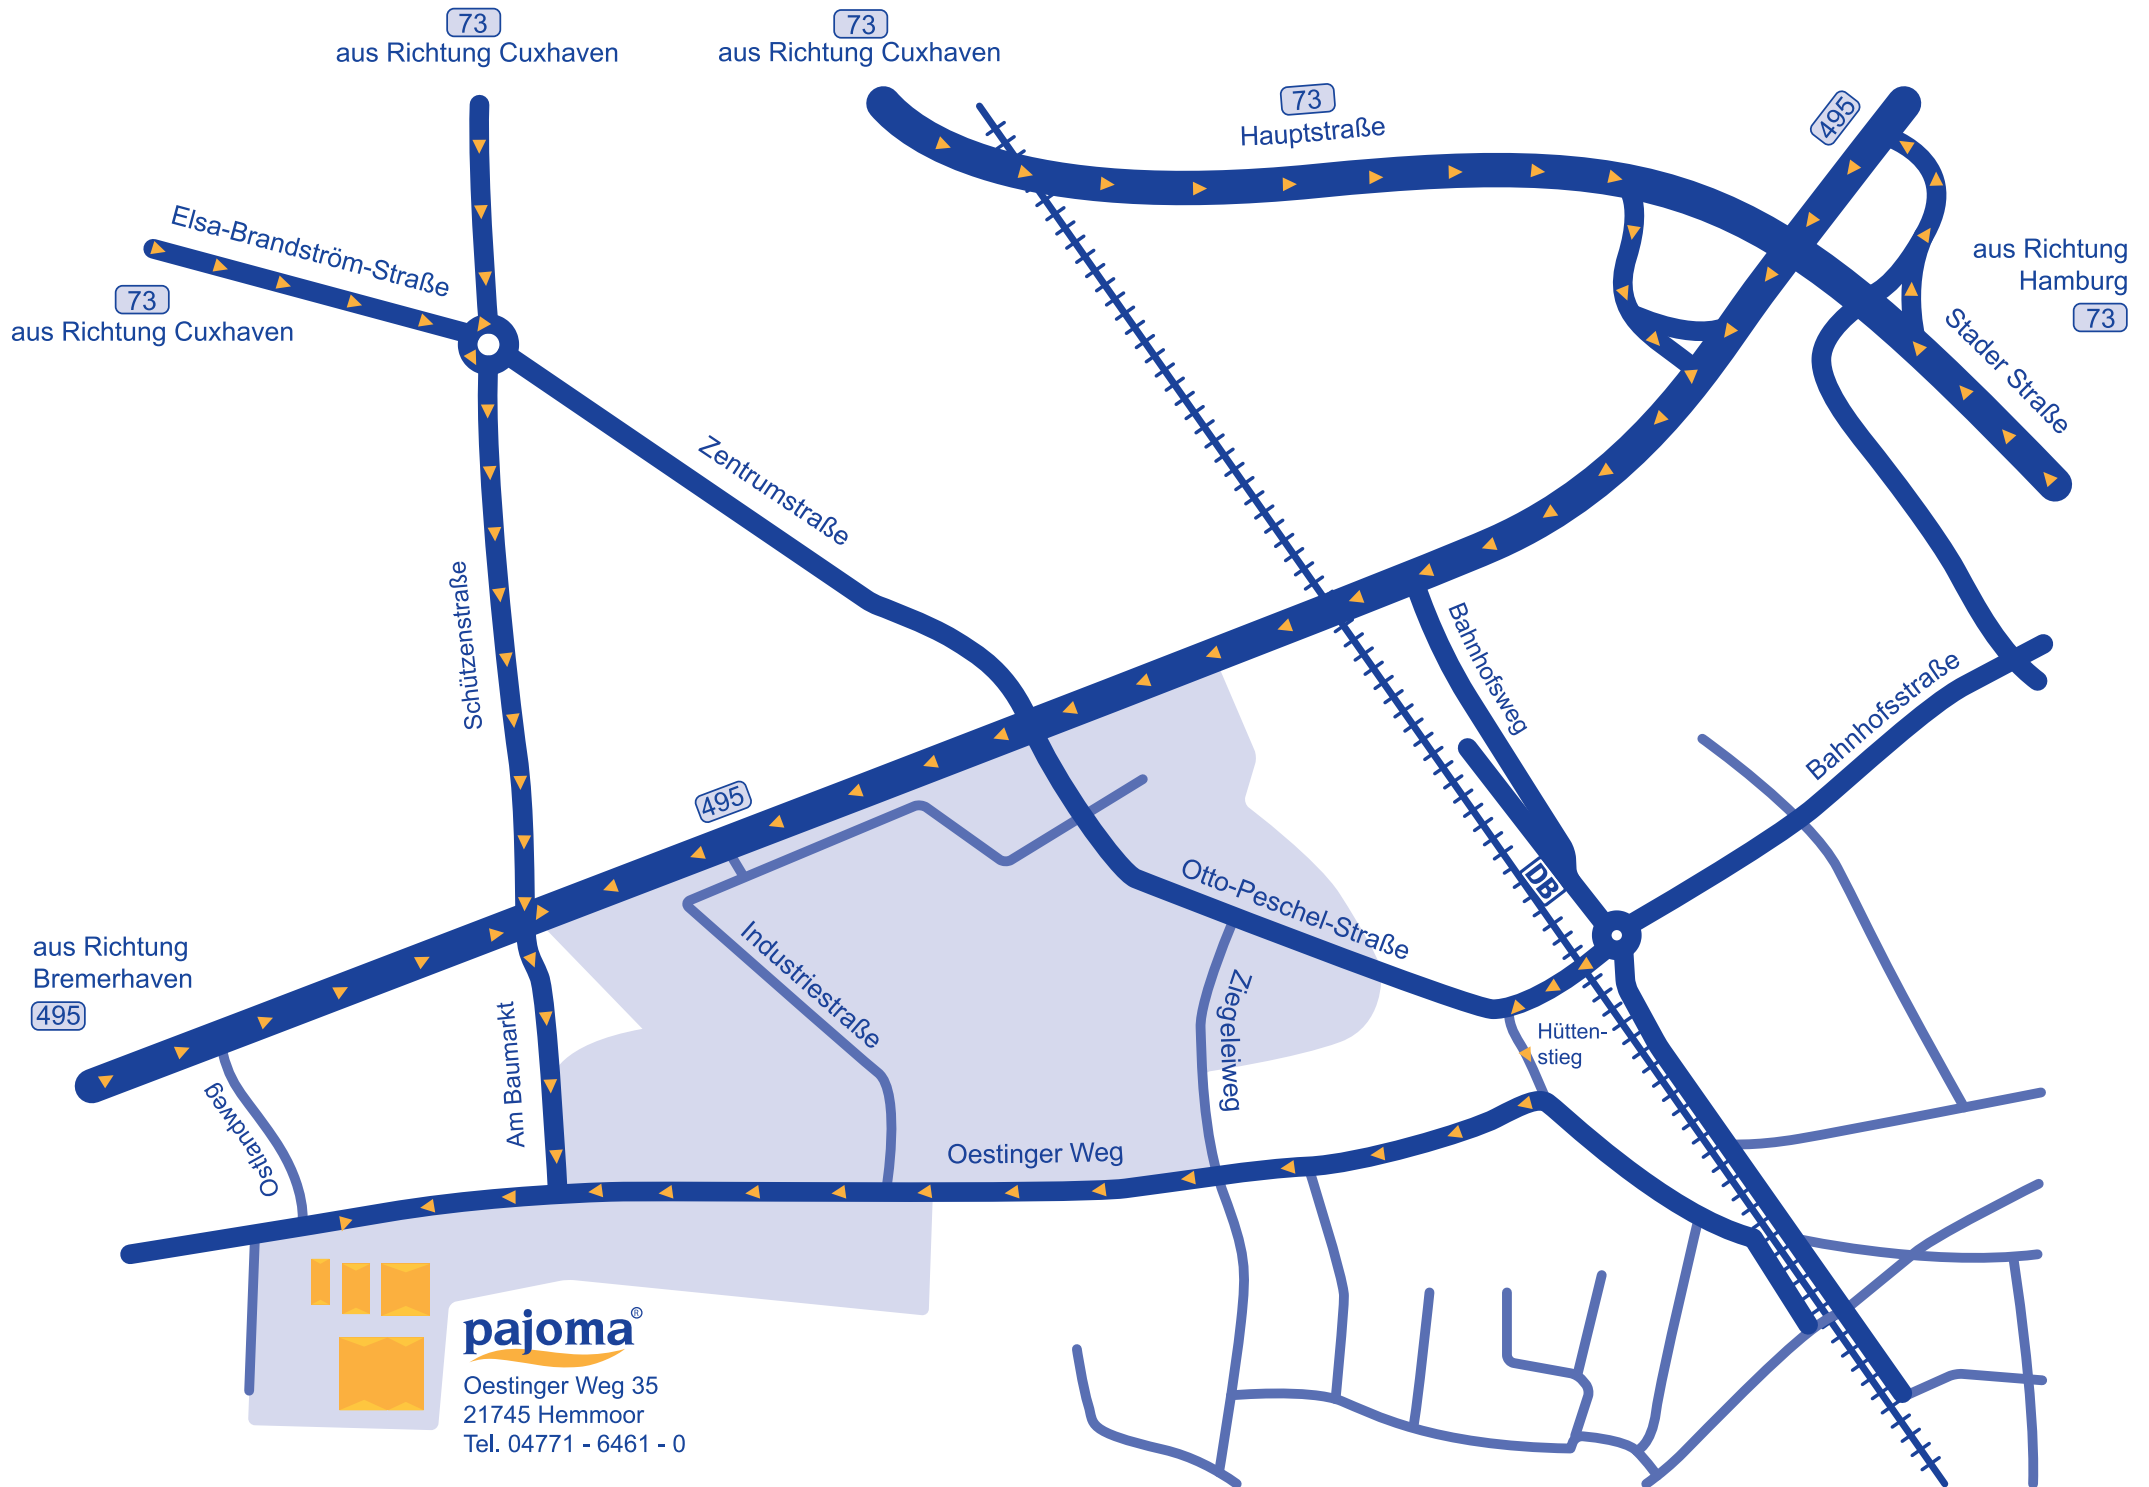 73
aus Richtung Cuxhaven
73
aus Richtung Cuxhaven
73
Hauptstraße
495
Elsa-Brandström-Straße
73
aus Richtung Cuxhaven
aus Richtung
Hamburg
73
Stader Straße
Zentrumstraße
Schützenstraße
Bahnhofsweg
Bahnhofsstraße
495
DB
Otto-Peschel-Straße
Industriestraße
aus Richtung
Bremerhaven
495
Ziegeleiweg
Hütten-
stieg
Am Baumarkt
Ostlandweg
Oestinger Weg
pajoma®
Oestinger Weg 35
21745 Hemmoor
Tel. 04771 - 6461 - 0